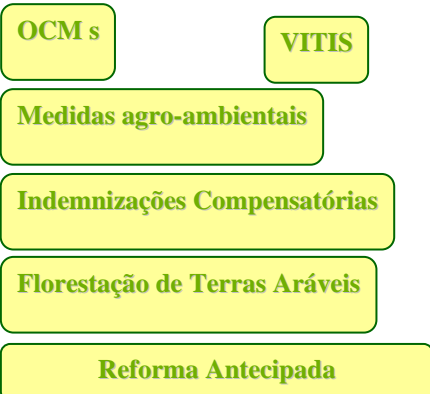 OCM s
VITIS
Medidas agro-ambientais
Indemnizações Compensatórias
Florestação de Terras Aráveis
Reforma Antecipada